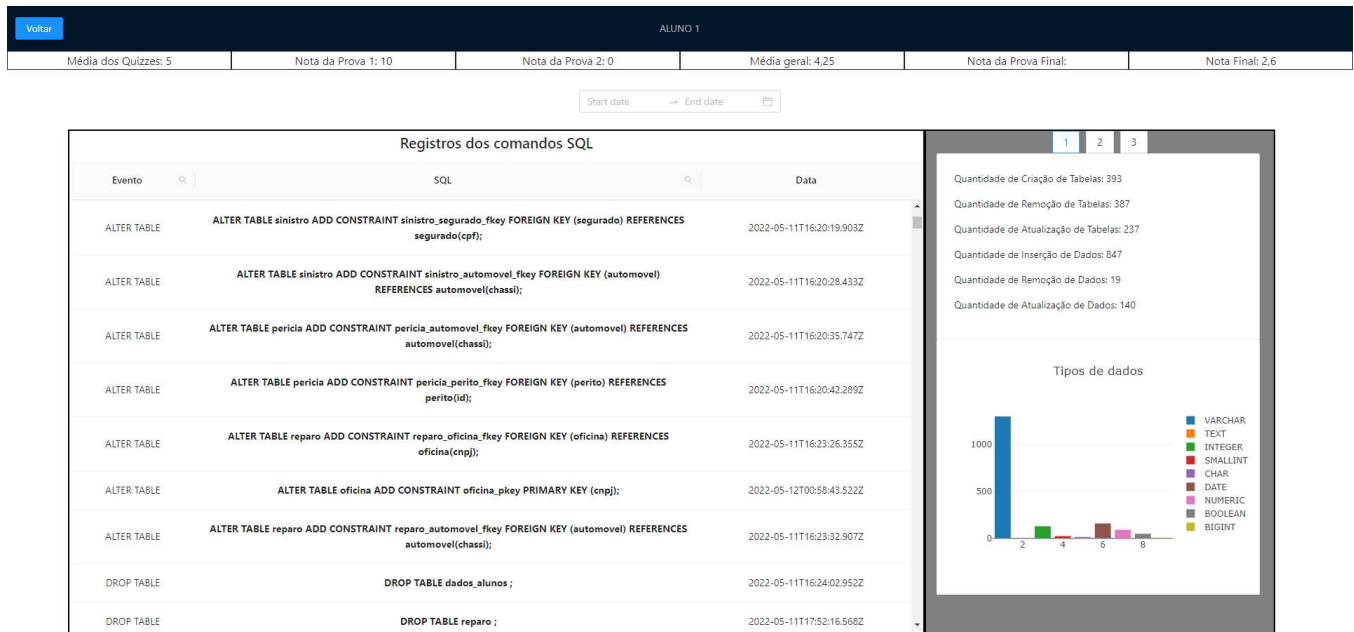 Voltar
ALUNO 1
Média dos Quizzes: 5
Nota da Prova 1: 10
Nota da Prova 2: 0
Média geral: 4,25
Nota da Prova Final:
Nota Final: 2,6
Start date
End date
Registros dos comandos SQL
Evento
SQL
Data
ALTER TABLE
ALTER TABLE sinistro ADD CONSTRAINT sinistro_segurado_fkey FOREIGN KEY (segurado) REFERENCES
segurado(cpf);
2022-05-11T16:20:19.903Z
ALTER TABLE
ALTER TABLE sinistro ADD CONSTRAINT sinistro_automovel_fkey FOREIGN KEY (automovel)
REFERENCES automovel(chassi);
2022-05-11T16:20:28.433Z
ALTER TABLE
ALTER TABLE pericia ADD CONSTRAINT pericia_automovel_fkey FOREIGN KEY (automovel) REFERENCES
automovel(chassi);
2022-05-11T16:20:35.747Z
ALTER TABLE
ALTER TABLE pericia ADD CONSTRAINT pericia_perito_fkey FOREIGN KEY (perito) REFERENCES
perito(id);
2022-05-11T16:20:42.289Z
ALTER TABLE
ALTER TABLE reparo ADD CONSTRAINT reparo_oficina_fkey FOREIGN KEY (oficina) REFERENCES
oficina(cnpj);
2022-05-11T16:23:26.355Z
ALTER TABLE
ALTER TABLE oficina ADD CONSTRAINT oficina_pkey PRIMARY KEY (cnpj);
2022-05-12T00:58:43.522Z
ALTER TABLE
ALTER TABLE reparo ADD CONSTRAINT reparo_automovel_fkey FOREIGN KEY (automovel) REFERENCES
automovel(chassi);
2022-05-11T16:23:32.907Z
DROP TABLE
DROP TABLE dados_alunos ;
2022-05-11T16:24:02.952Z
DROP TABLE
DROP TABLE reparo ;
2022-05-11T17:52:16.568Z
1
2
3
Quantidade de Criação de Tabelas: 393
Quantidade de Remoção de Tabelas: 387
Quantidade de Atualização de Tabelas: 237
Quantidade de Inserção de Dados: 847
Quantidade de Remoção de Dados: 19
Quantidade de Atualização de Dados: 140
Tipos de dados
1000
500
0
2
4
6
8
VARCHAR
TEXT
INTEGER
SMALLINT
CHAR
DATE
NUMERIC
BOOLEAN
BIGINT